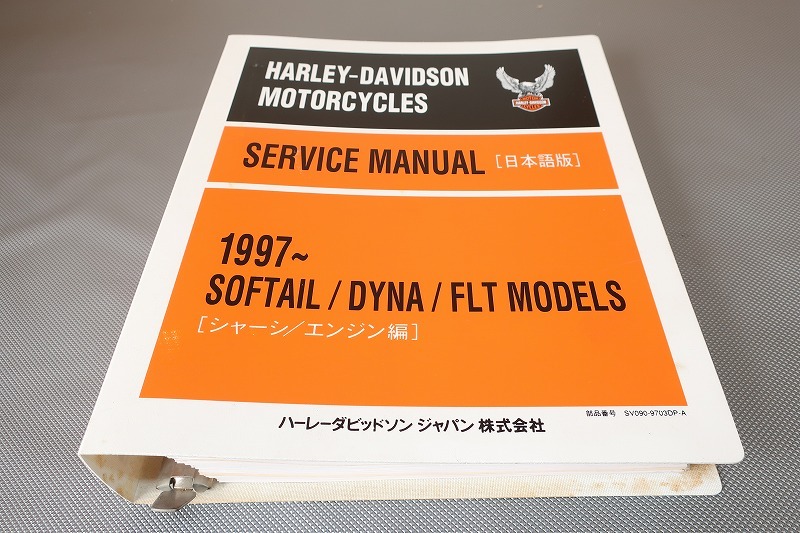 HARLEY-DAVIDSON
MOTORCYCLES
HARLEY-DAVIDSON
SERVICE MANUAL [日本語版]
1997~
SOFTAIL / DYNA / FLT MODELS
[シャーシ/エンジン編]
部品番号 SV090-9703DP-A
ハーレーダビッドソン ジャパン 株式会社